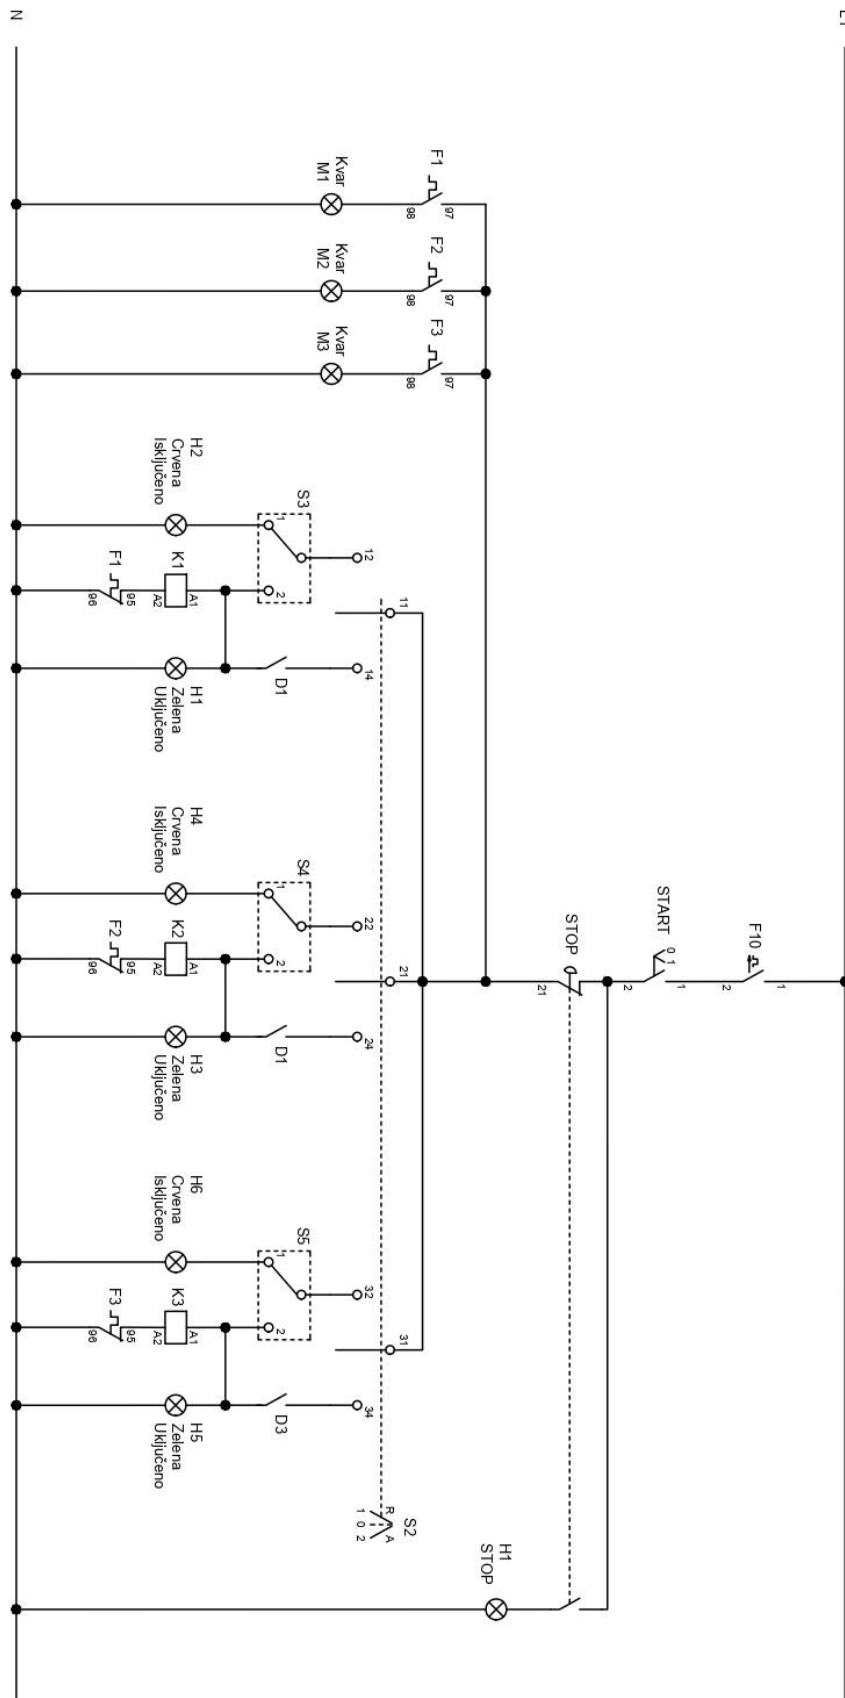 L1
F10
1
2
START
0 1
1
2
STOP
21
F1
97
98
Kvar
M1
F2
97
98
Kvar
M2
F3
97
98
Kvar
M3
H1
STOP
S2
R A
1 0 2
11
12
14
S3
1
2
D1
H2
Crvena
Isključeno
K1
A1
A2
F1
95
96
H1
Zelena
Uključeno
21
22
24
S4
1
2
D1
H4
Crvena
Isključeno
K2
A1
A2
F2
95
96
H3
Zelena
Uključeno
31
32
34
S5
1
2
D3
H6
Crvena
Isključeno
K3
A1
A2
F3
95
96
H5
Zelena
Uključeno
N